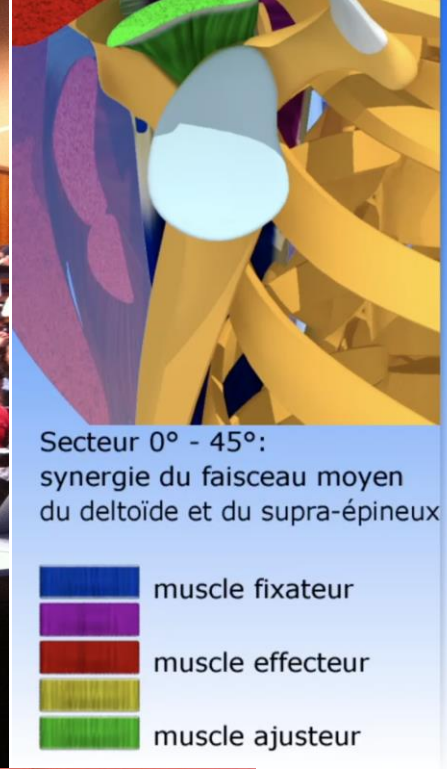 Secteur 0° - 45°:
synergie du faisceau moyen
du deltoïde et du supra-épineux
muscle fixateur
muscle effecteur
muscle ajusteur